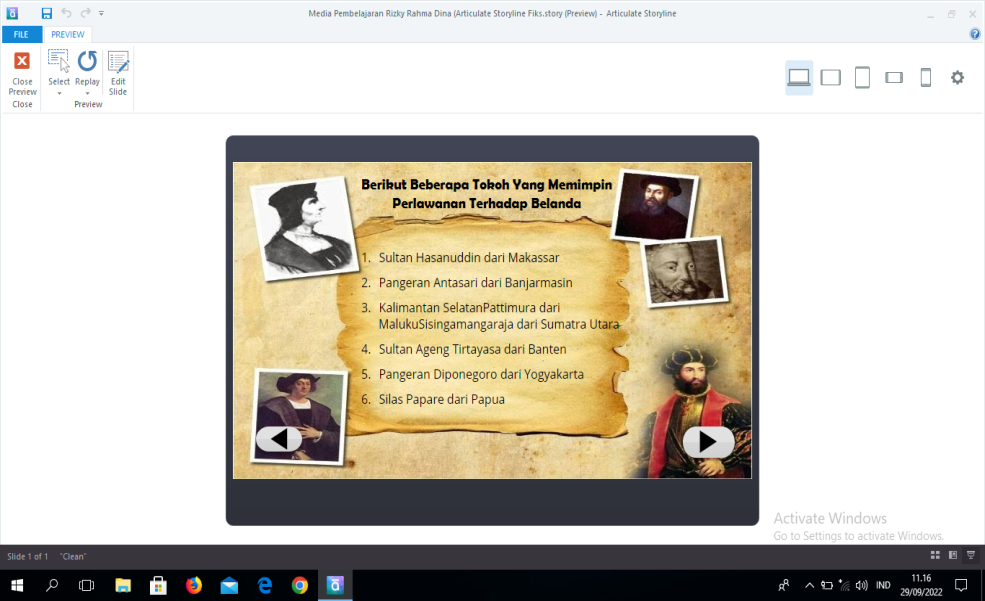 Media Pembelajaran Rizky Rahma Dina (Articulate Storyline Fiks.story (Preview) - Articulate Storyline
FILE
PREVIEW
Close Preview
Select
Replay
Edit Slide
Close
Preview
Berikut Beberapa Tokoh Yang Memimpin
Perlawanan Terhadap Belanda
1. Sultan Hasanuddin dari Makassar
2. Pangeran Antasari dari Banjarmasin
3. Kalimantan SelatanPattimura dari
MalukuSisingamangaraja dari Sumatra Utara
4. Sultan Ageng Tirtayasa dari Banten
5. Pangeran Diponegoro dari Yogyakarta
6. Silas Papare dari Papua
Activate Windows
Go to Settings to activate Windows.
Slide 1 of 1 "Clean"
IND
11.16
29/09/2022